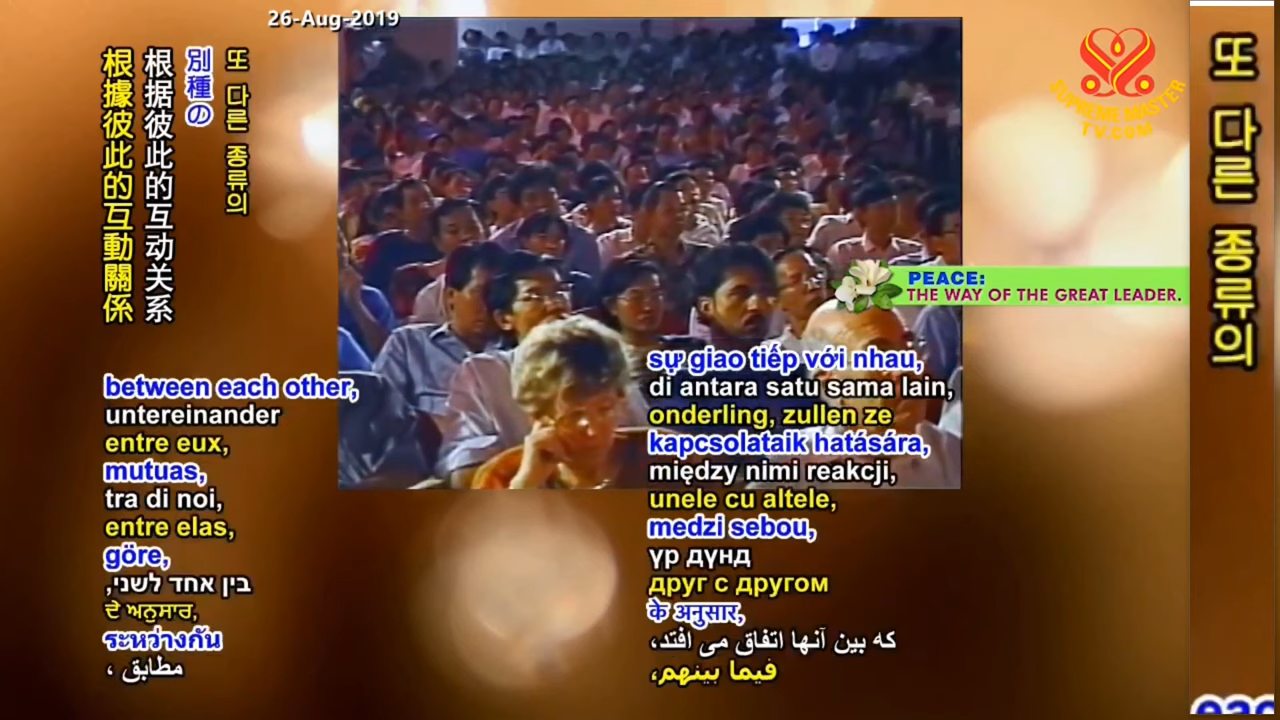 26-Aug-2019
또 다른 종류의
別種の
根据彼此的互动关系
根據彼此的互動關係
SUPREME MASTER
TV.COM
PEACE:
THE WAY OF THE GREAT LEADER.
between each other,
untereinander
entre eux,
mutuas,
tra di noi,
entre elas,
göre,
בין אחד לשני,
ਦੇ ਅਨੁਸਾਰ,
ระหว่างกัน
مطابق ،
sự giao tiếp với nhau,
di antara satu sama lain,
onderling, zullen ze
kapcsolataik hatására,
między nimi reakcji,
unele cu altele,
medzi sebou,
үр дүнд
друг с другом
के अनुसार,
که بین آنها اتفاق می افتد،
فيما بينهم،
또 다른 종류의